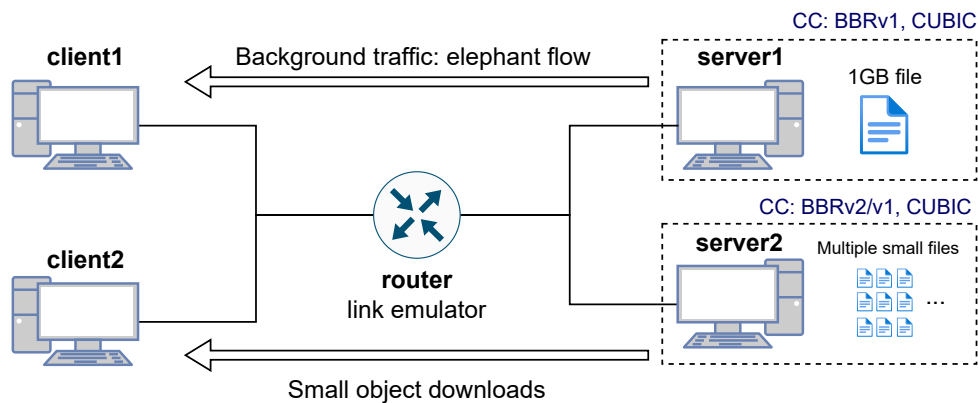 CC: BBRv1, CUBIC
client1
Background traffic: elephant flow
server1
1GB file
CC: BBRv2/v1, CUBIC
client2
router
link emulator
server2
Multiple small files
...
Small object downloads